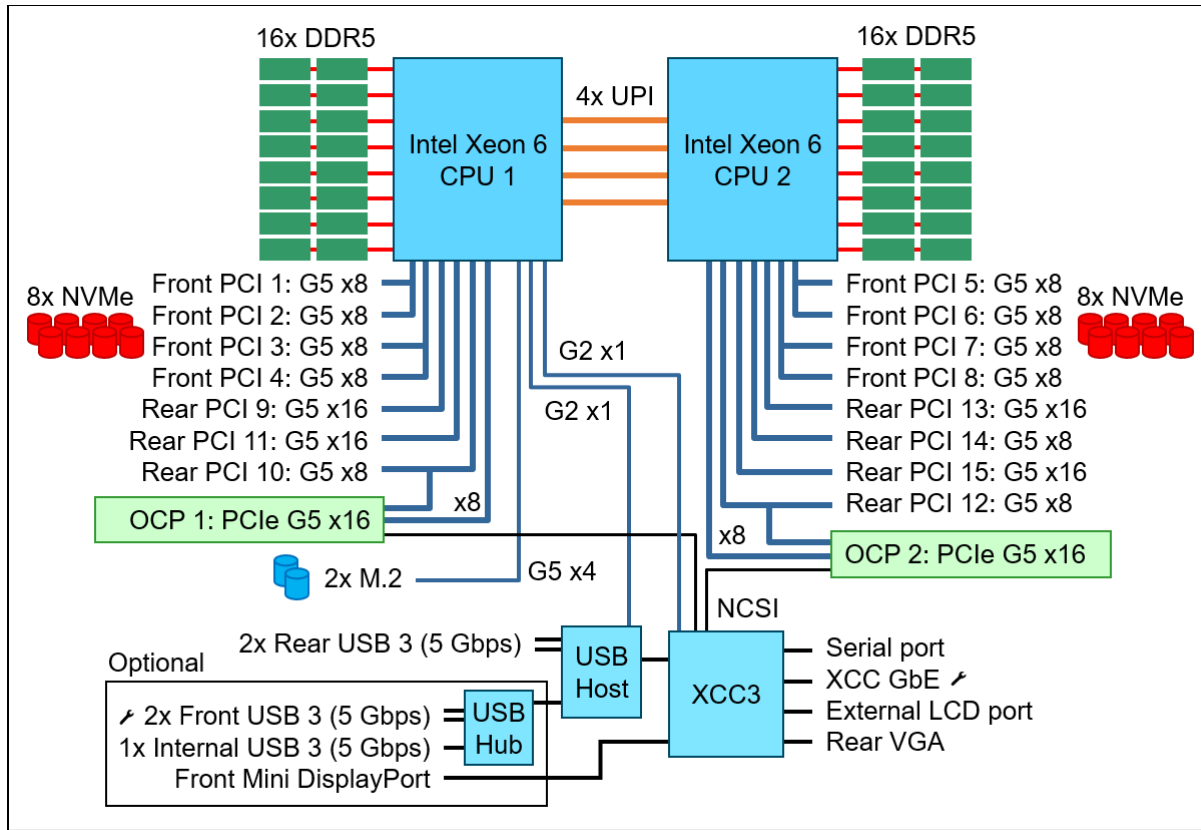 16x DDR5
16x DDR5
4x UPI
Intel Xeon 6
CPU 1
Intel Xeon 6
CPU 2
8x NVMe
Front PCI 1: G5 x8
Front PCI 2: G5 x8
Front PCI 3: G5 x8
Front PCI 4: G5 x8
Rear PCI 9: G5 x16
Rear PCI 11: G5 x16
Rear PCI 10: G5 x8
x8
OCP 1: PCIe G5 x16
2x M.2
G5 x4
G2 x1
G2 x1
Front PCI 5: G5 x8
Front PCI 6: G5 x8
Front PCI 7: G5 x8
Front PCI 8: G5 x8
Rear PCI 13: G5 x16
Rear PCI 14: G5 x8
Rear PCI 15: G5 x16
Rear PCI 12: G5 x8
8x NVMe
x8
OCP 2: PCIe G5 x16
NCSI
2x Rear USB 3 (5 Gbps)
USB
Host
XCC3
Serial port
XCC GbE
External LCD port
Rear VGA
Optional
2x Front USB 3 (5 Gbps)
1x Internal USB 3 (5 Gbps)
USB
Hub
Front Mini DisplayPort